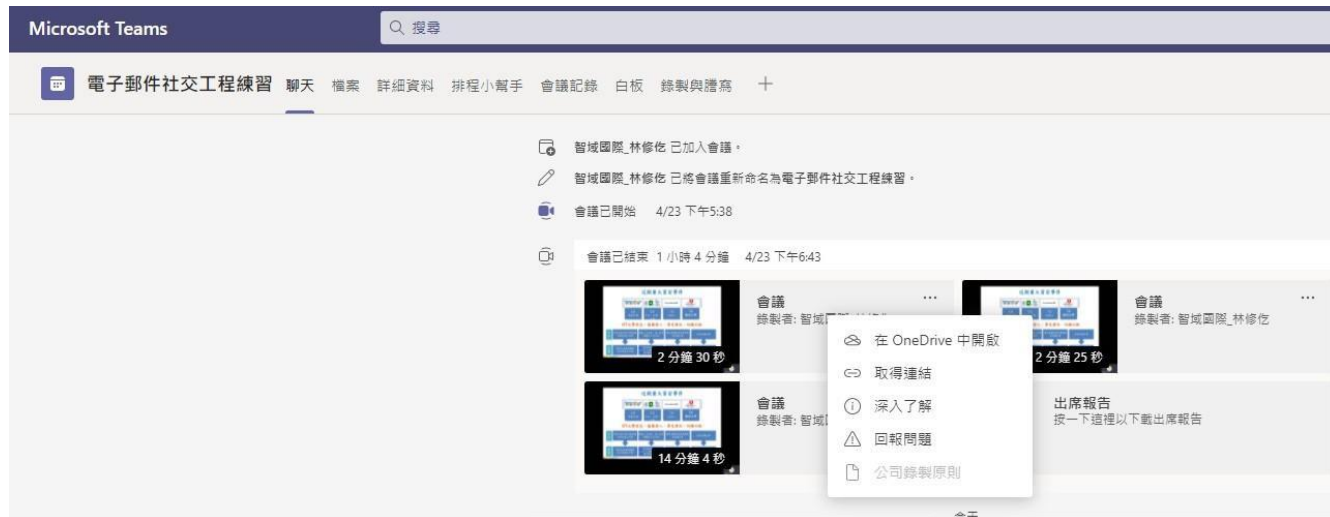 Microsoft Teams
搜尋
電子郵件社交工程練習 聊天 檔案 詳細資料 排程小幫手 會議記錄 白板 錄製與謄寫
智域國際_林修仡 已加入會議。
智域國際_林修仡 已將會議重新命名為電子郵件社交工程練習。
會議已開始 4/23 下午5:38
會議已結束 1 小時 4 分鐘 4/23 下午6:43
會議
錄製者: 智域
2 分鐘 30 秒
會議
錄製者: 智域國際_林修仡
2 分鐘 25 秒
在 OneDrive 中開啟
取得連結
深入了解
回報問題
公司錄製原則
會議
錄製者: 智域
14 分鐘 4 秒
出席報告
按一下這裡以下載出席報告